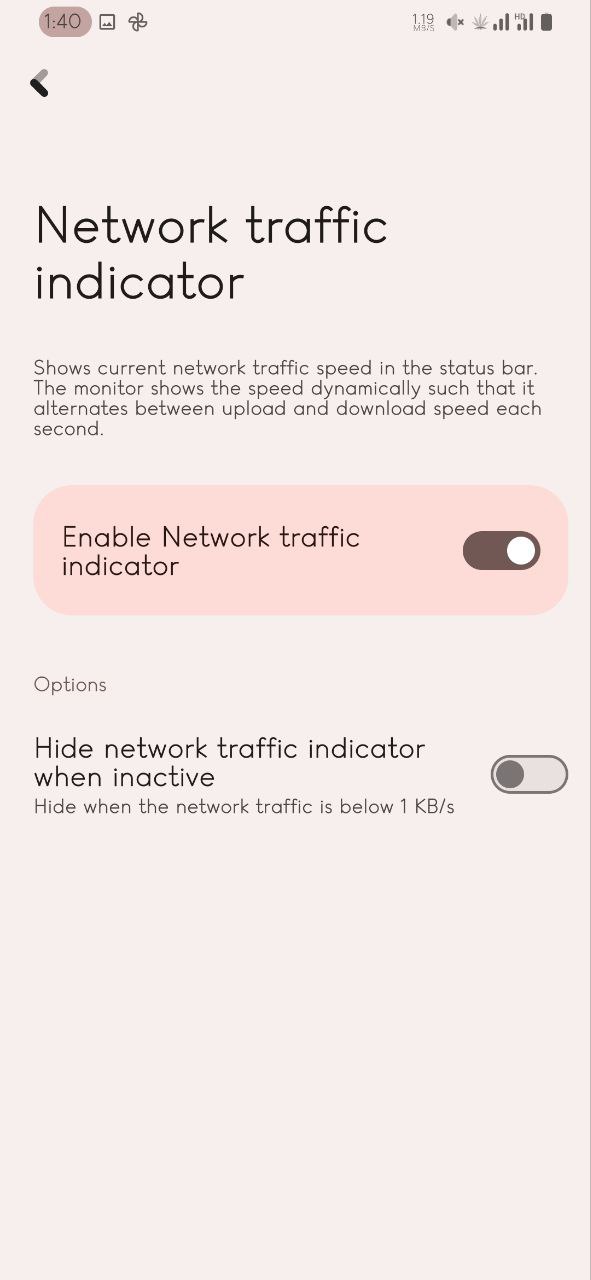 1:40 1.19 HD
MB/S
Network traffic
indicator
Shows current network traffic speed in the status bar.
The monitor shows the speed dynamically such that it
alternates between upload and download speed each
second.
Enable Network traffic
indicator
Options
Hide network traffic indicator
when inactive
Hide when the network traffic is below 1 KB/s